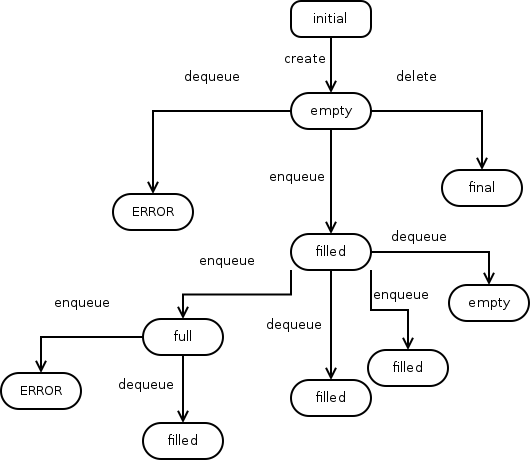 initial
create
dequeue
delete
empty
enqueue
final
ERROR
dequeue
filled
enqueue
enqueue
empty
enqueue
dequeue
full
filled
dequeue
ERROR
filled
filled